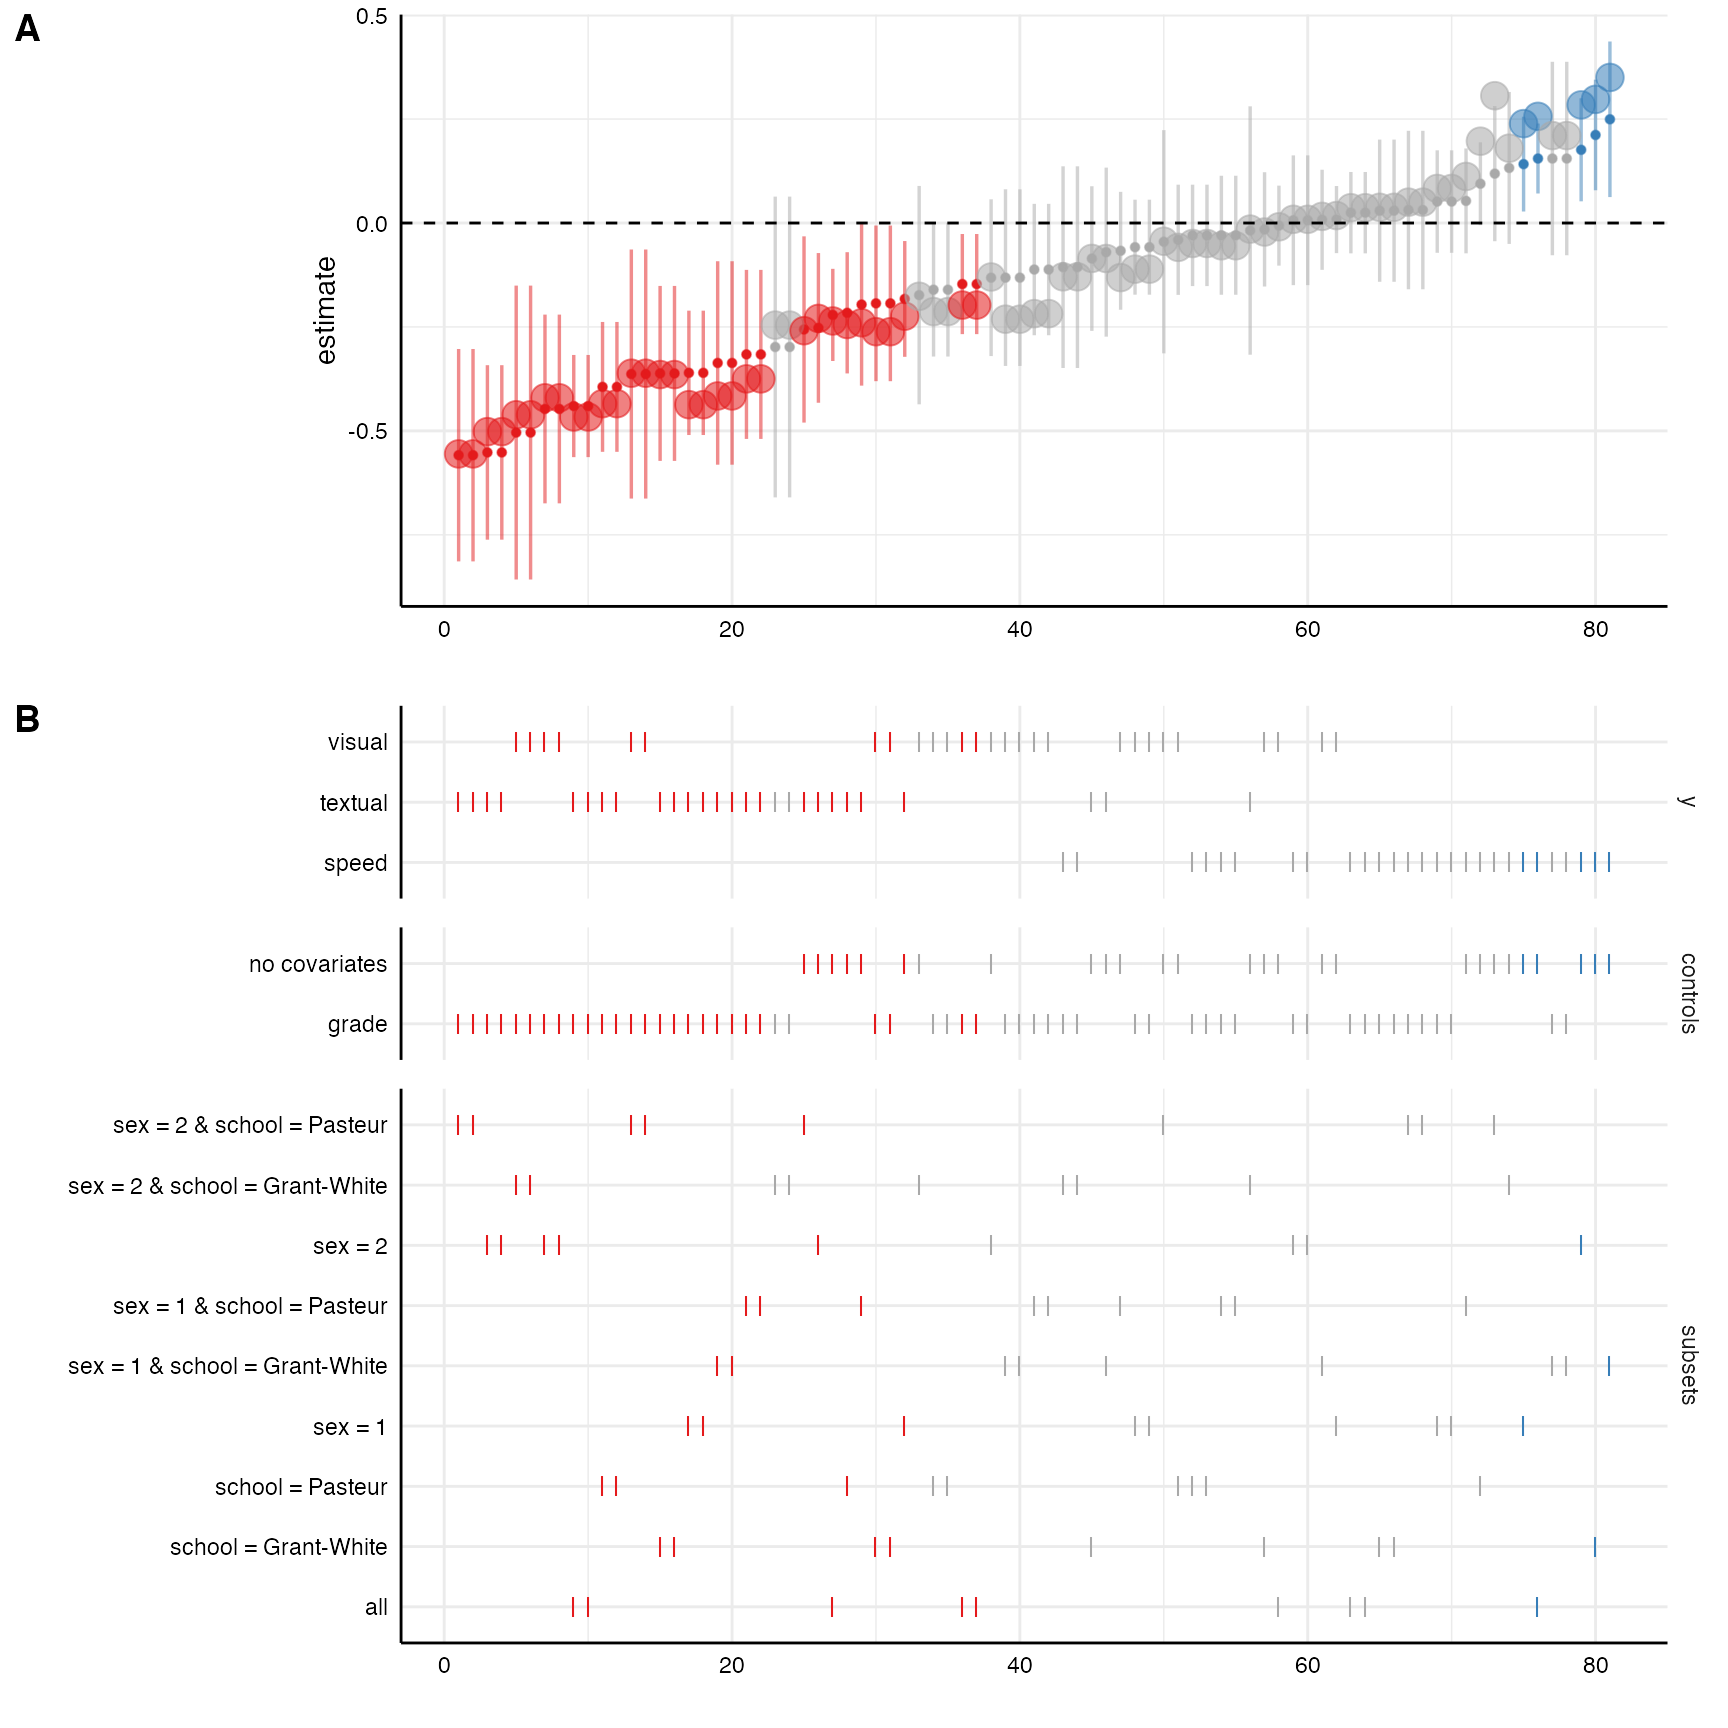 A
0.5
0.0
-0.5
estimate
0
20
40
60
80
B
visual
textual
speed
y
no covariates
grade
controls
sex = 2 & school = Pasteur
sex = 2 & school = Grant-White
sex = 2
sex = 1 & school = Pasteur
sex = 1 & school = Grant-White
sex = 1
school = Pasteur
school = Grant-White
all
subsets
0
20
40
60
80